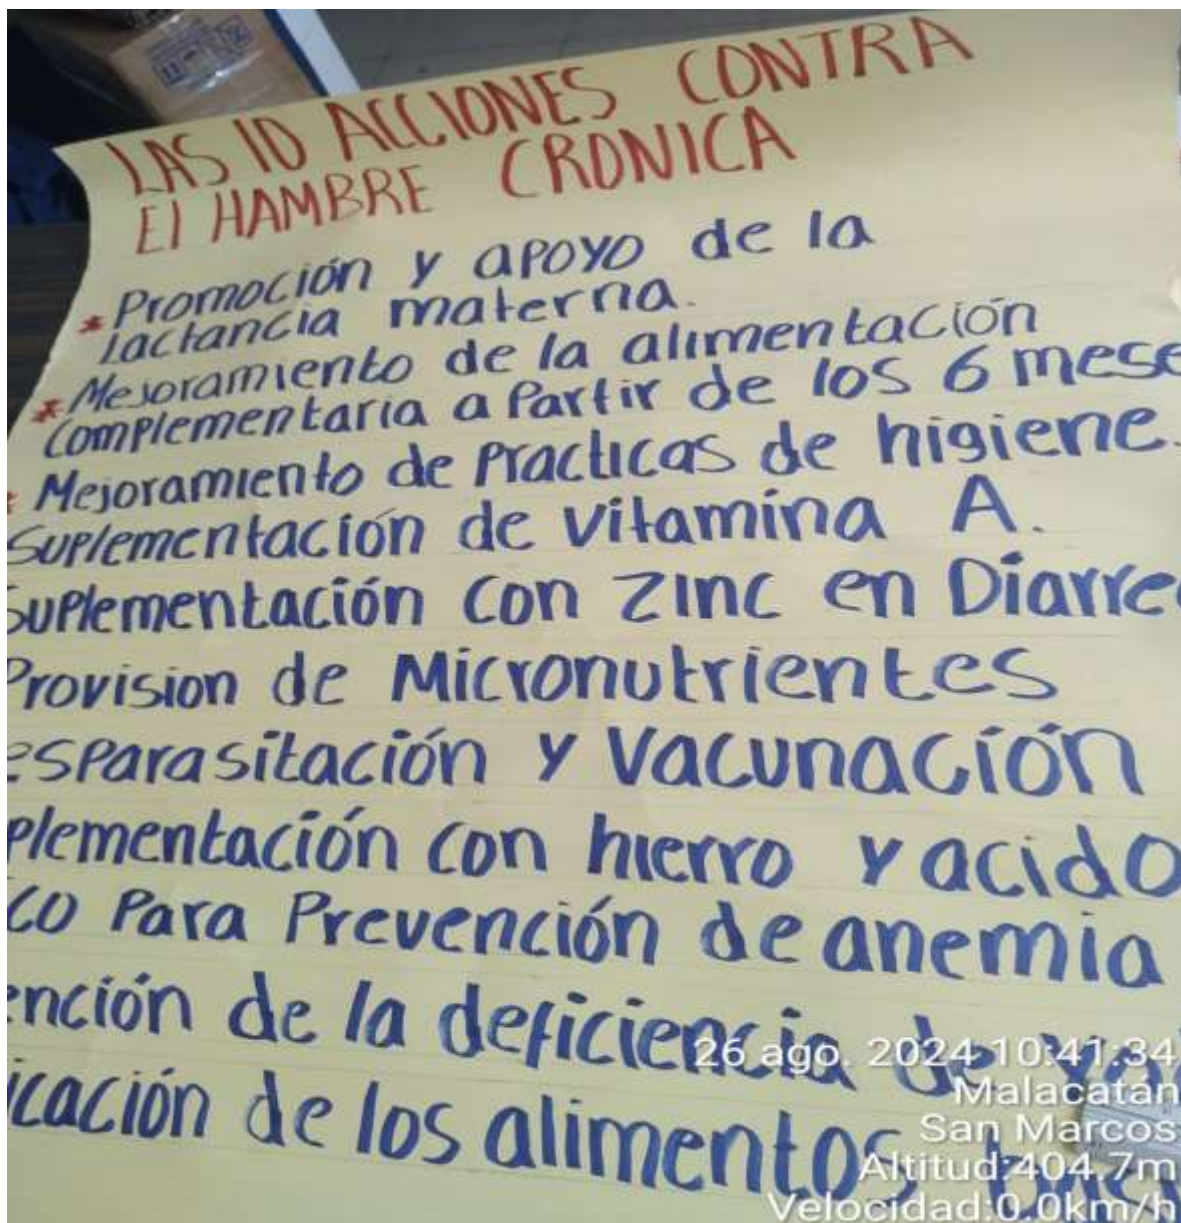 LAS 10 ACCIONES CONTRA
El HAMBRE CRONICA
* Promoción y apoyo de la
Lactancia materna.
* Mejoramiento de la alimentación
Complementaria a Partir de los 6 mese
* Mejoramiento de Practicas de higiene.
Suplementación de vitamina A.
Suplementación con Zinc en Diarre
Provision de Micronutrientes
esparasitación y Vacunación
plementación con hierro y acido
ico Para Prevención de anemia
ención de la deficiencia de
icación de los alimentos
26 ago. 2024 10:41:34
Malacatán
San Marcos
Altitud:404.7m
Velocidad:0.0km/h